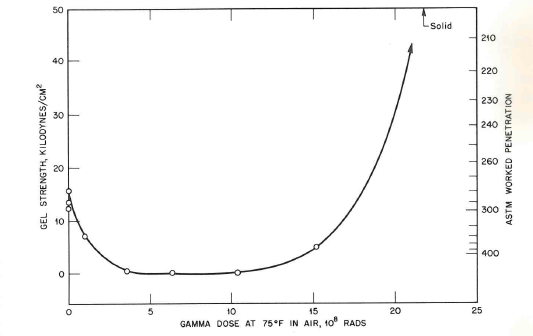 50
Solid
210
40
220
30
230
240
20
260
10
300
0
400
GEL STRENGTH, KILODYNES/CM²
ASTM WORKED PENETRATION
0 5 10 15 20 25
GAMMA DOSE AT 75°F IN AIR, 10⁸ RADS